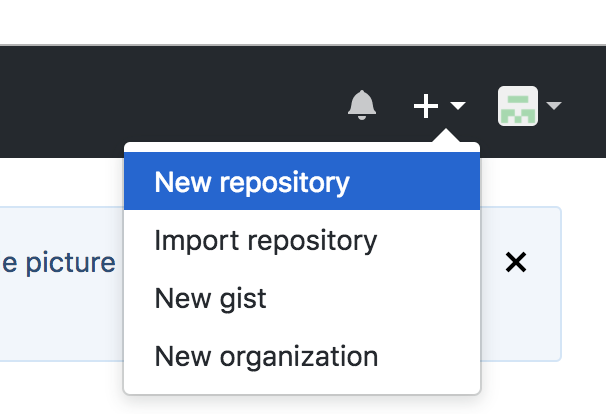 New repository
e picture
Import repository
New gist
New organization